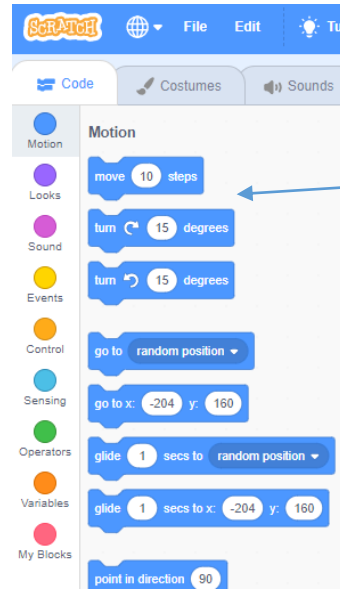 SCRATCH File Edit Tu
Code Costumes Sounds
Motion
Looks
Sound
Events
Control
Sensing
Operators
Variables
My Blocks
Motion
move 10 steps
turn 15 degrees
turn 15 degrees
go to random position
go to x: -204 y: 160
glide 1 secs to random position
glide 1 secs to x: -204 y: 160
point in direction 90